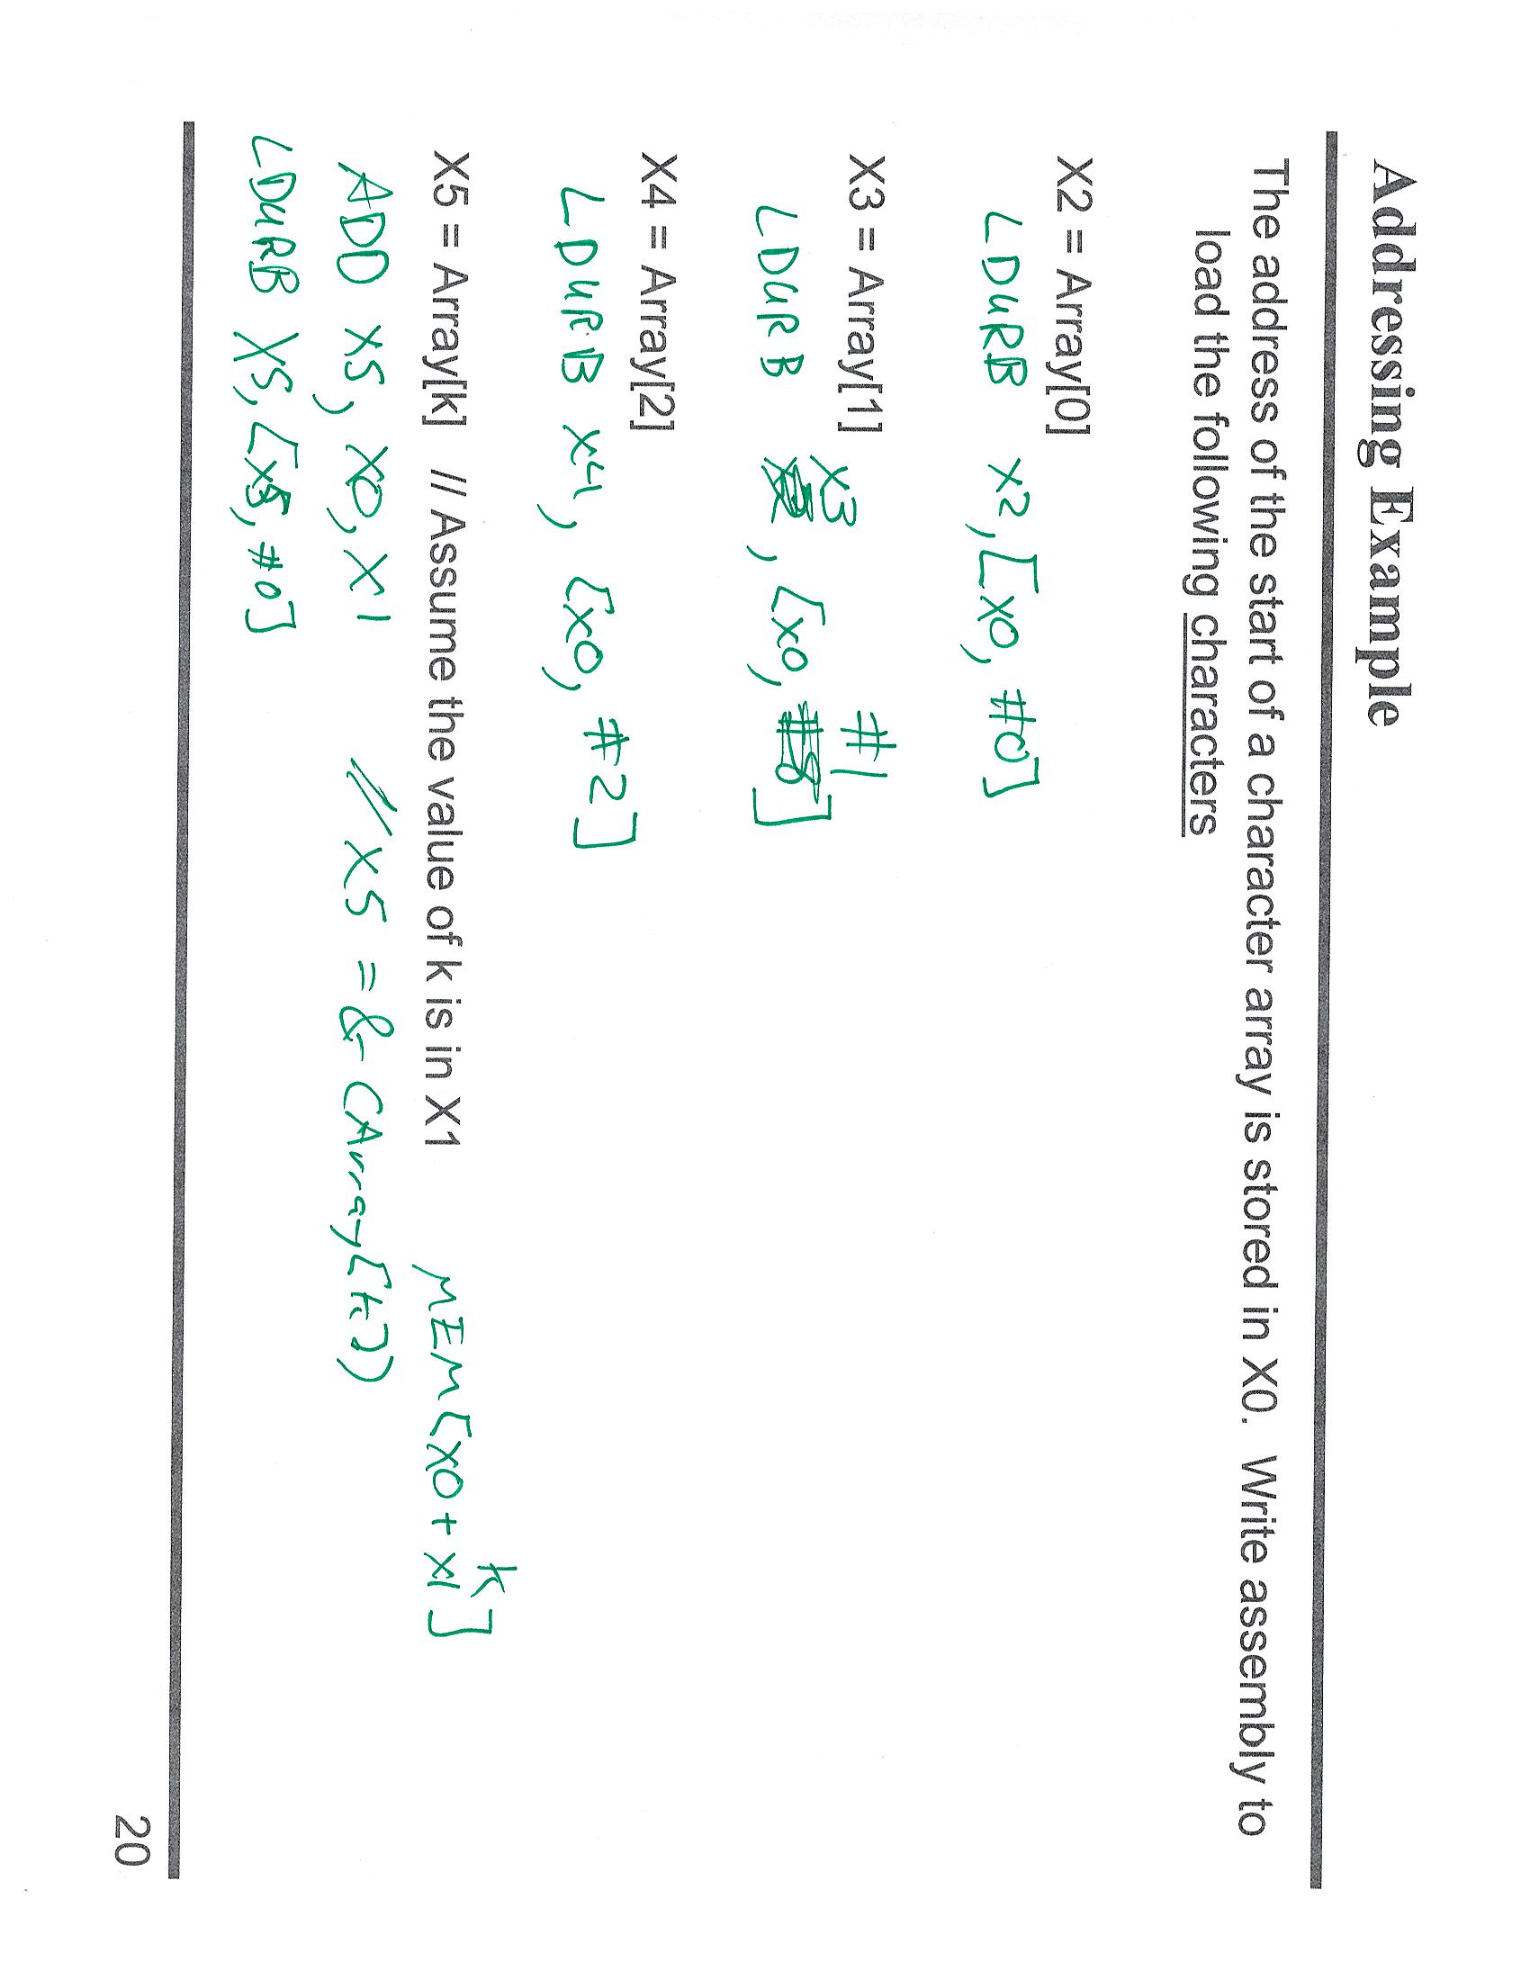 Addressing Example
The address of the start of a character array is stored in X0. Write assembly to
load the following characters
X2 = Array[0]
LDURB X2, [X0, #0]
X3 = Array[1]
LDURB X3, [X0, #1]
X4 = Array[2]
LDURB X4, [X0, #2]
X5 = Array[k] // Assume the value of k is in X1
MEM[X0 + X1]
k
ADD X5, X0, X1 // X5 = & CArray[k])
LDURB X5, [X5, #0]
20